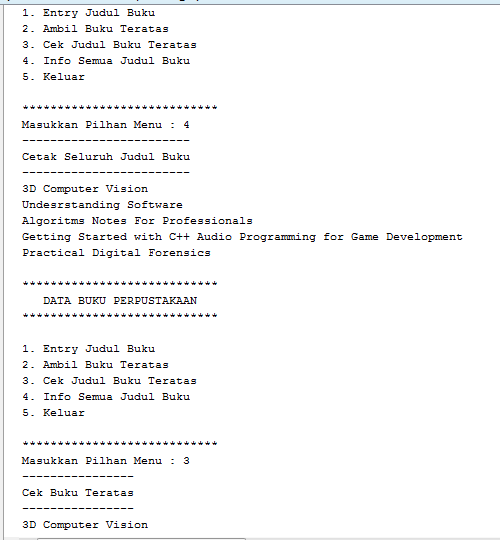 1. Entry Judul Buku
2. Ambil Buku Teratas
3. Cek Judul Buku Teratas
4. Info Semua Judul Buku
5. Keluar
****************************
Masukkan Pilhan Menu : 4
------------------------
Cetak Seluruh Judul Buku
------------------------
3D Computer Vision
Undesrstanding Software
Algoritms Notes For Professionals
Getting Started with C++ Audio Programming for Game Development
Practical Digital Forensics
****************************
DATA BUKU PERPUSTAKAAN
****************************
1. Entry Judul Buku
2. Ambil Buku Teratas
3. Cek Judul Buku Teratas
4. Info Semua Judul Buku
5. Keluar
****************************
Masukkan Pilhan Menu : 3
----------------
Cek Buku Teratas
----------------
3D Computer Vision